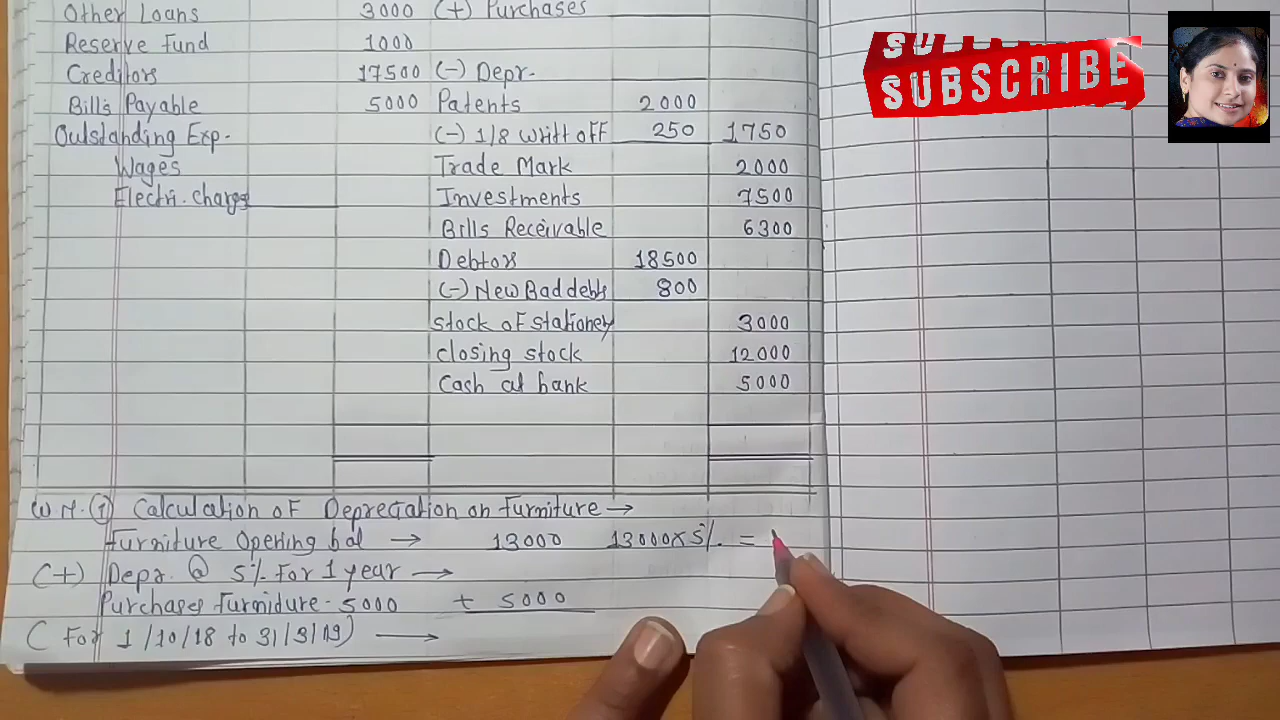 Other Loans 3000 (+) Purchases
Reserve Fund 1000
Creditors 17500 (-) Depr.
Bills Payable 5000 Patents 2000
Outstanding Exp. (-) 1/8 writt off 250 1750
Wages Trade Mark 2000
Electri. charges Investments 7500
Bills Receivable 6300
Debtors 18500
(-) New Bad debts 800
stock of stationery 3000
closing stock 12000
Cash at bank 5000
W.N. (1) Calculation of Depreciation on Furniture →
Furniture Opening bal → 13000 13000x5% =
(+) Depr. @ 5% For 1 year →
Purchases Furniture - 5000 + 5000
( For 1/10/18 to 31/3/19) →
SUBSCRIBE